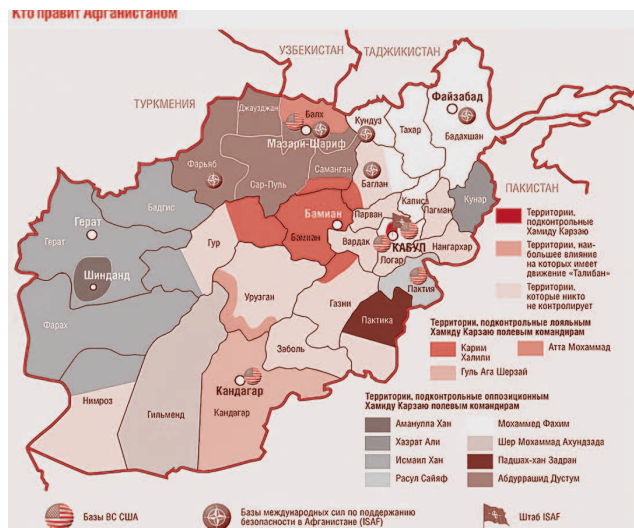 Кто правит Афганистаном
УЗБЕКИСТАН
ТАДЖИКИСТАН
ТУРКМЕНИЯ
Джаузджан
Балх
Кундуз
Файзабад
Мазари-Шариф
Тахар
Бадахшан
Фарьяб
Саманган
Баглан
Сар-Пуль
Кунар
ПАКИСТАН
Бадгис
Бамиан
Парван
Каписа
Лагман
Герат
Герат
Гур
Бамиан
Вардак
КАБУЛ
Логар
Нангархар
Шинданд
Урузган
Газни
Пактия
Фарах
Пактика
Заболь
Кандагар
Нимроз
Гильменд
Кандагар
Территории,
подконтрольные
Хамиду Карзаю
Территории, наи-
большее влияние
на которых имеет
движение «Талибан»
Территории,
которые никто
не контролирует
Территории, подконтрольные лояльным
Хамиду Карзаю полевым командирам
Карим
Халили
Атта Мохаммад
Гуль Ага Шерзай
Территории, подконтрольные оппозиционным
Хамиду Карзаю полевым командирам
Аманулла Хан
Мохаммед Фахим
Хазрат Али
Шер Мохаммад Ахундзада
Исмаил Хан
Падшах-хан Задран
Расул Сайяф
Абдуррашид Дустум
Базы ВС США
Базы международных сил по поддержанию
безопасности в Афганистане (ISAF)
Штаб ISAF